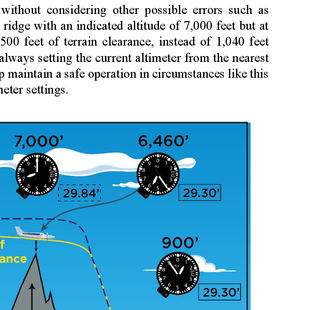 without considering other possible errors such as
ridge with an indicated altitude of 7,000 feet but at
500 feet of terrain clearance, instead of 1,040 feet
always setting the current altimeter from the nearest
p maintain a safe operation in circumstances like this
meter settings.
7,000’ 6,460’
29.84" 29.30"
f
ance
900’
29.30"